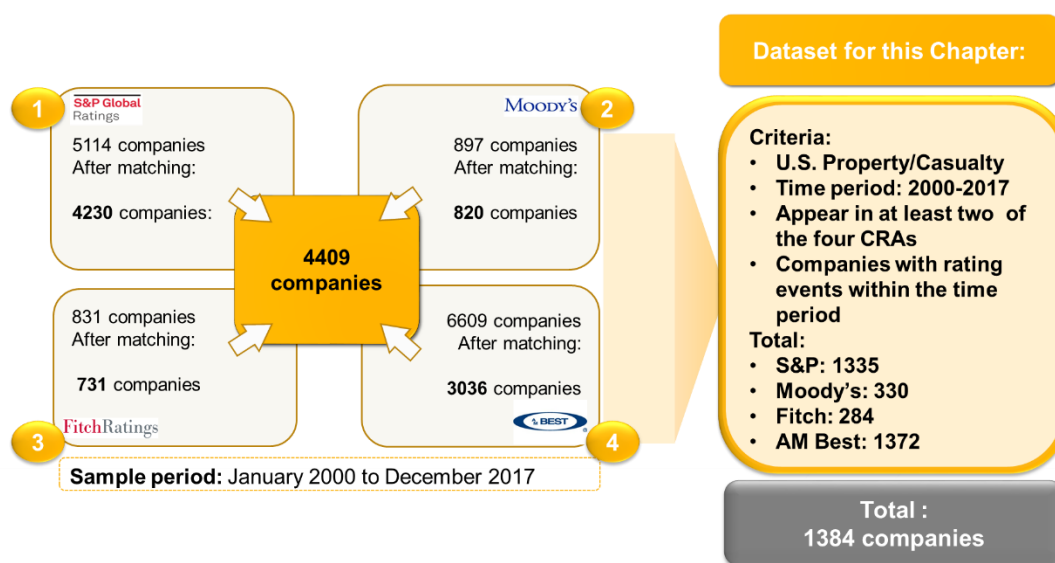 Dataset for this Chapter:
1
S&P Global
Ratings
5114 companies
After matching:
4230 companies:
MOODY'S
2
897 companies
After matching:
820 companies
4409
companies
831 companies
After matching:
731 companies
FitchRatings
3
6609 companies
After matching:
3036 companies
BEST
4
Sample period: January 2000 to December 2017
Criteria:
• U.S. Property/Casualty
• Time period: 2000-2017
• Appear in at least two of
the four CRAs
• Companies with rating
events within the time
period
Total:
• S&P: 1335
• Moody's: 330
• Fitch: 284
• AM Best: 1372
Total :
1384 companies